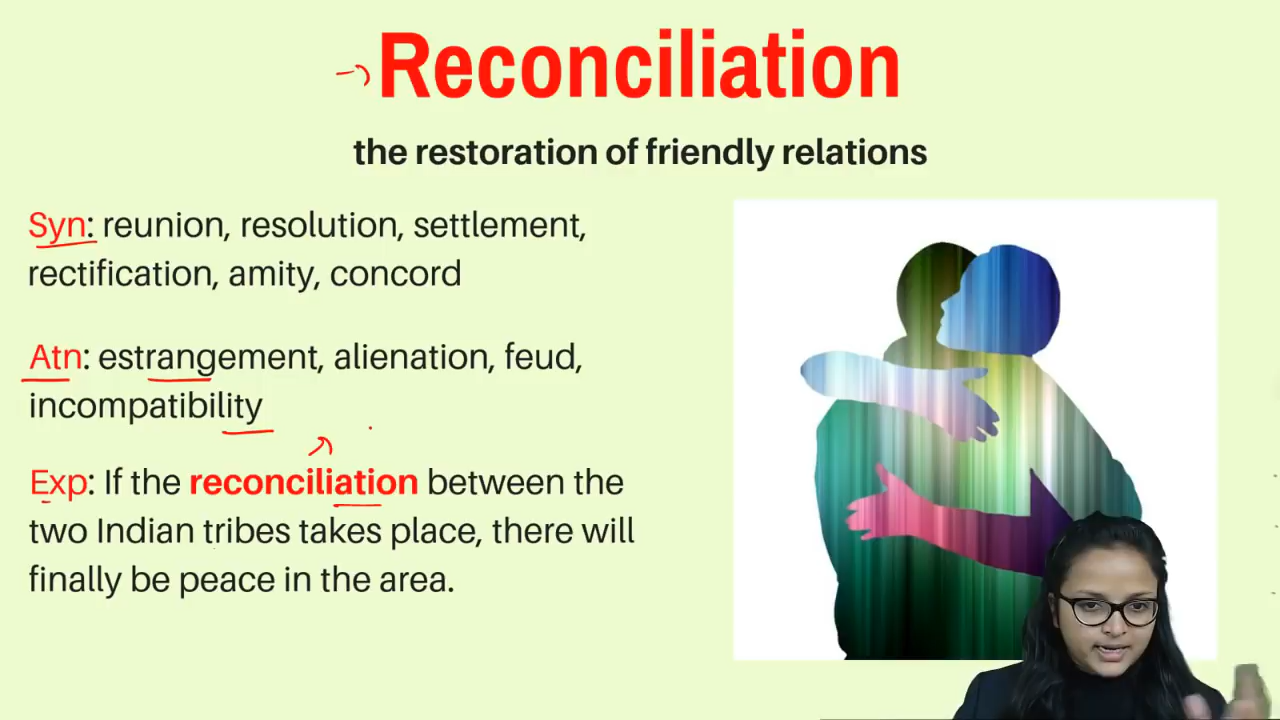 Reconciliation
the restoration of friendly relations
Syn: reunion, resolution, settlement,
rectification, amity, concord
Atn: estrangement, alienation, feud,
incompatibility
Exp: If the reconciliation between the
two Indian tribes takes place, there will
finally be peace in the area.